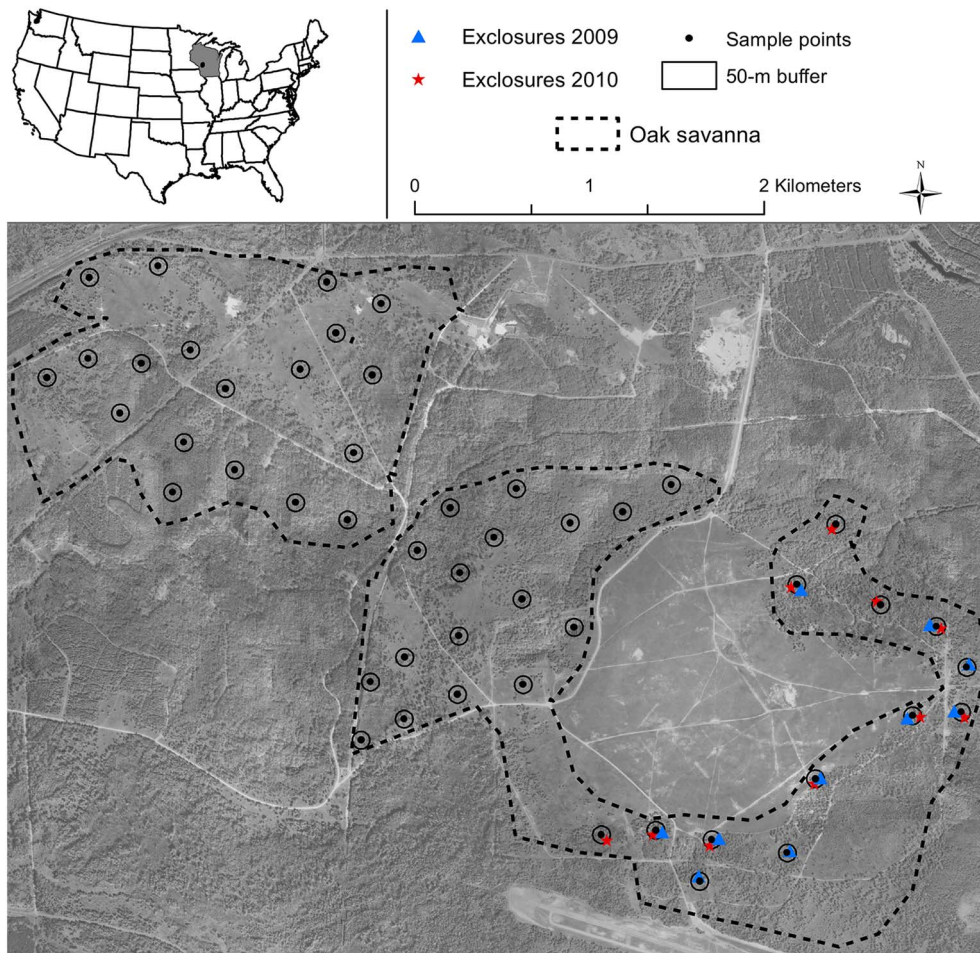 Exclosures 2009
Exclosures 2010
Sample points
50-m buffer
Oak savanna
0 1 2 Kilometers
N